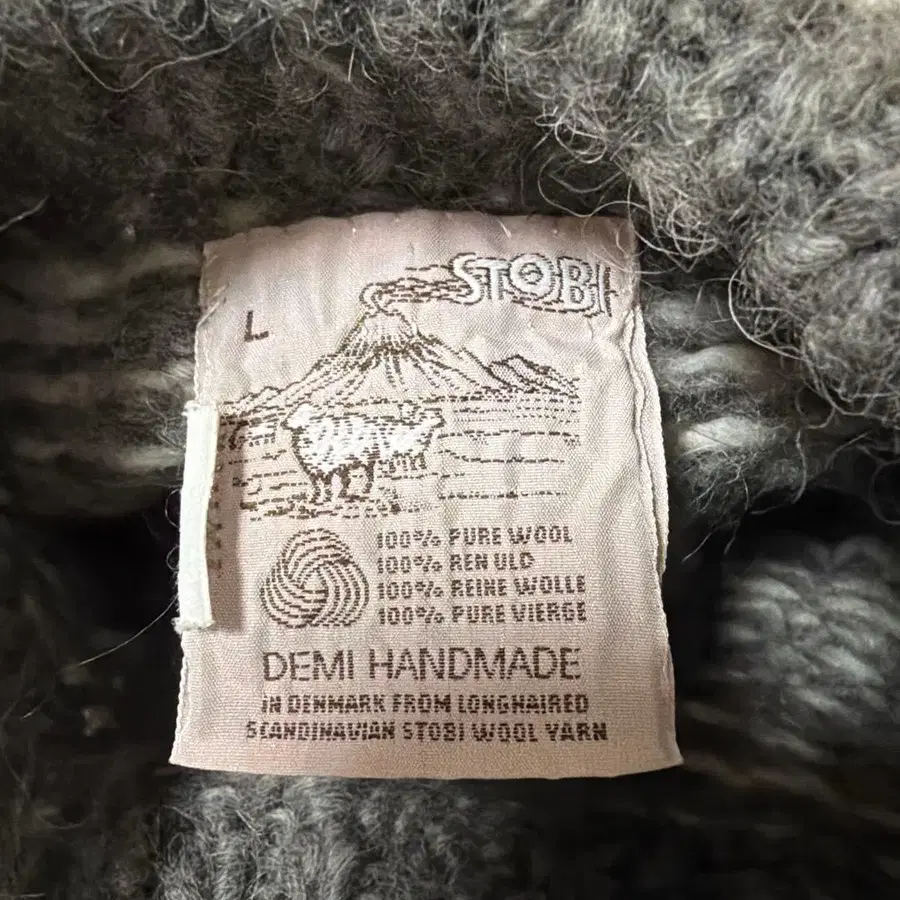 STOBI
L
100% PURE WOOL
100% REN ULD
100% REINE WOLLE
100% PURE VIERGE
DEMI HANDMADE
IN DENMARK FROM LONGHAIRED
SCANDINAVIAN STOBI WOOL YARN